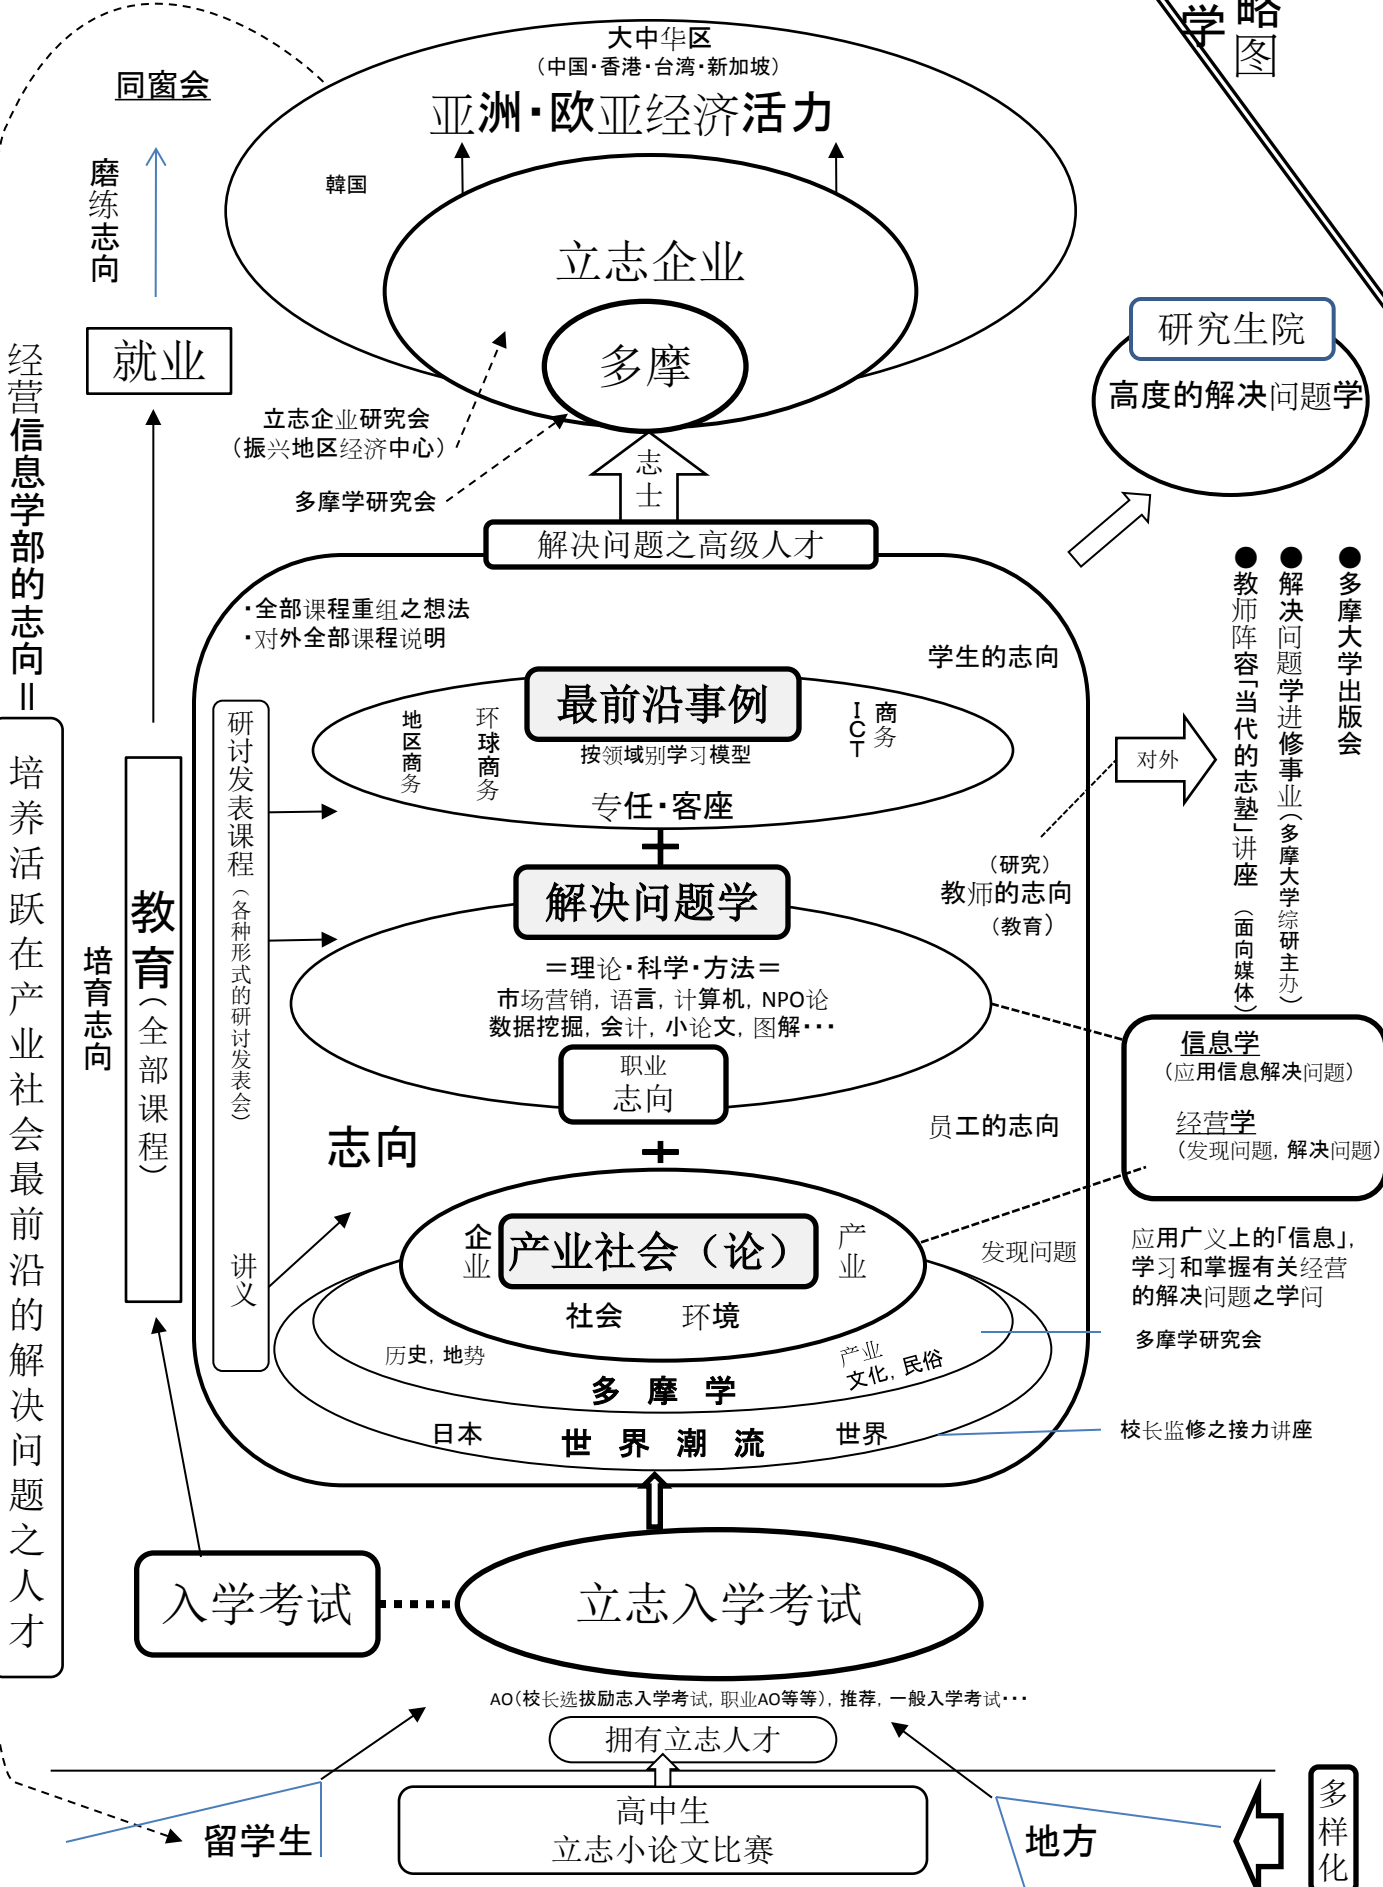 学
略图
大中华区
（中国･香港･台湾･新加坡）
亚洲･欧亚经济活力
韓国
同窗会
磨练志向
就业
立志企业
多摩
立志企业研究会
（振兴地区经济中心）
多摩学研究会
志士
研究生院
高度的解决问题学
解决问题之高级人才
･全部课程重组之想法
･对外全部课程说明
学生的志向
经营信息学部的志向＝
培养活跃在产业社会最前沿的解决问题之人才
培育志向
教育（全部课程）
研讨发表课程（各种形式的研讨发表会）
讲义
最前沿事例
按领域别学习模型
地区商务
环球商务
ICT
商务
专任･客座
＋
解决问题学
＝理论･科学･方法＝
市场营销, 语言, 计算机, NPO论
数据挖掘, 会计, 小论文, 图解･･･
职业
志向
＋
志向
（研究）
教师的志向
（教育）
员工的志向
对外
●教师阵容「当代的志塾」讲座（面向媒体）
●解决问题学进修事业（多摩大学综研主办）
●多摩大学出版会
信息学
（应用信息解决问题）
经营学
（发现问题, 解决问题）
应用广义上的「信息」,
学习和掌握有关经营
的解决问题之学问
企业
产业社会（论）
产业
社会
环境
发现问题
历史, 地势
产业
文化, 民俗
多摩学
多摩学研究会
日本
世界潮流
世界
校长监修之接力讲座
入学考试
立志入学考试
AO（校长选拔励志入学考试, 职业AO等等）, 推荐, 一般入学考试･･･
拥有立志人才
高中生
立志小论文比赛
留学生
地方
多样化